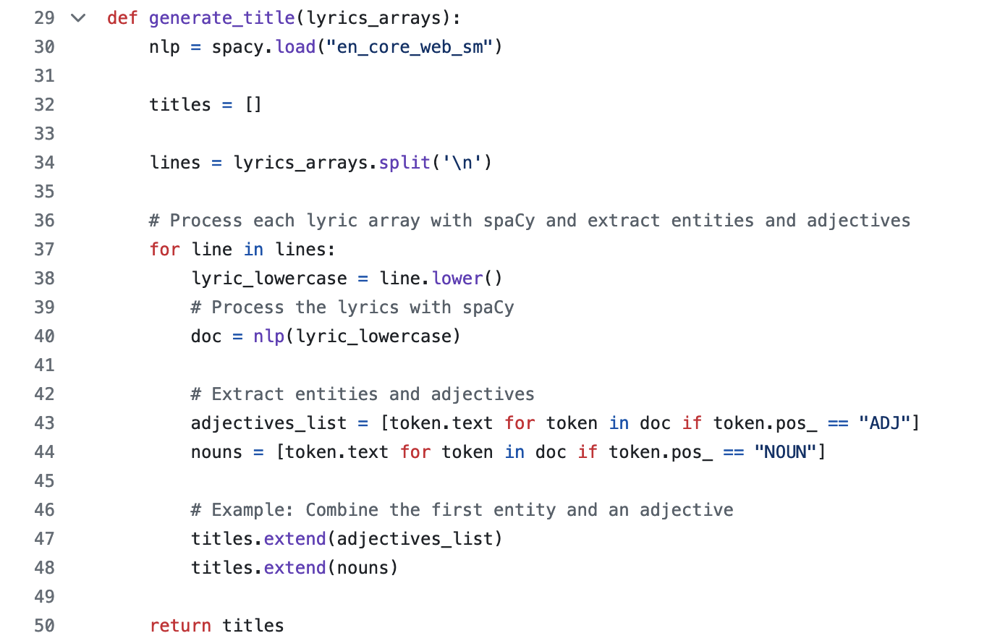 29 def generate_title(lyrics_arrays):
30     nlp = spacy.load("en_core_web_sm")
31
32     titles = []
33
34     lines = lyrics_arrays.split('\n')
35
36     # Process each lyric array with spaCy and extract entities and adjectives
37     for line in lines:
38         lyric_lowercase = line.lower()
39         # Process the lyrics with spaCy
40         doc = nlp(lyric_lowercase)
41
42         # Extract entities and adjectives
43         adjectives_list = [token.text for token in doc if token.pos_ == "ADJ"]
44         nouns = [token.text for token in doc if token.pos_ == "NOUN"]
45
46         # Example: Combine the first entity and an adjective
47         titles.extend(adjectives_list)
48         titles.extend(nouns)
49
50     return titles